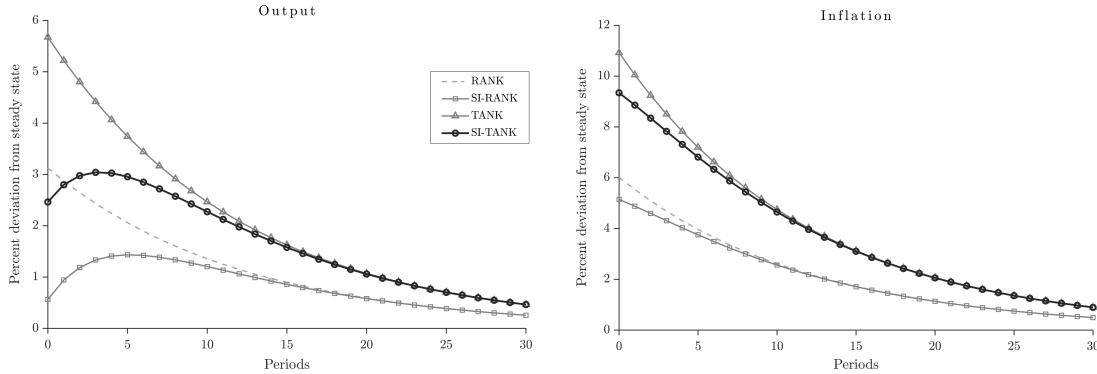 Output
Percent deviation from steady state
6
5
4
3
2
1
0
0 5 10 15 20 25 30
Periods
RANK
SI-RANK
TANK
SI-TANK
Inflation
Percent deviation from steady state
12
10
8
6
4
2
0
0 5 10 15 20 25 30
Periods